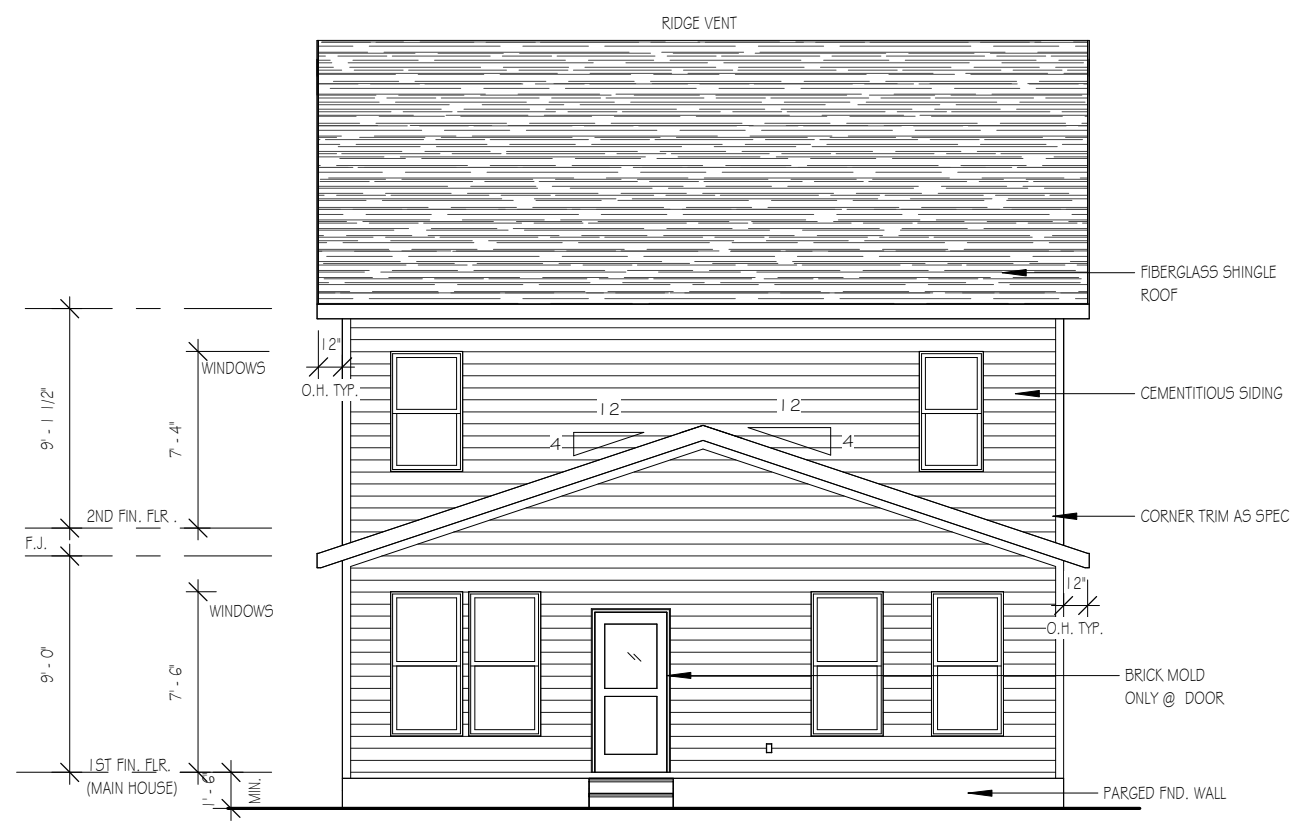 RIDGE VENT
FIBERGLASS SHINGLE
ROOF
12"
WINDOWS
O.H. TYP.
CEMENTITIOUS SIDING
9' - 1 1/2"
7' - 4"
12
12
4
4
2ND FIN. FLR.
CORNER TRIM AS SPEC
F.J.
12"
WINDOWS
O.H. TYP.
9' - 0"
7' - 6"
BRICK MOLD
ONLY @ DOOR
1ST FIN. FLR.
(MAIN HOUSE)
1' - 6"
MIN.
PARGED FND. WALL